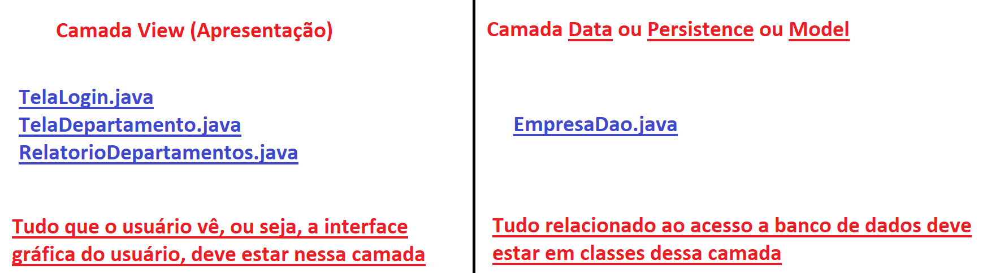 Camada View (Apresentação)
TelaLogin.java
TelaDepartamento.java
RelatorioDepartamentos.java
Tudo que o usuário vê, ou seja, a interface
gráfica do usuário, deve estar nessa camada
Camada Data ou Persistence ou Model
EmpresaDao.java
Tudo relacionado ao acesso a banco de dados deve
estar em classes dessa camada